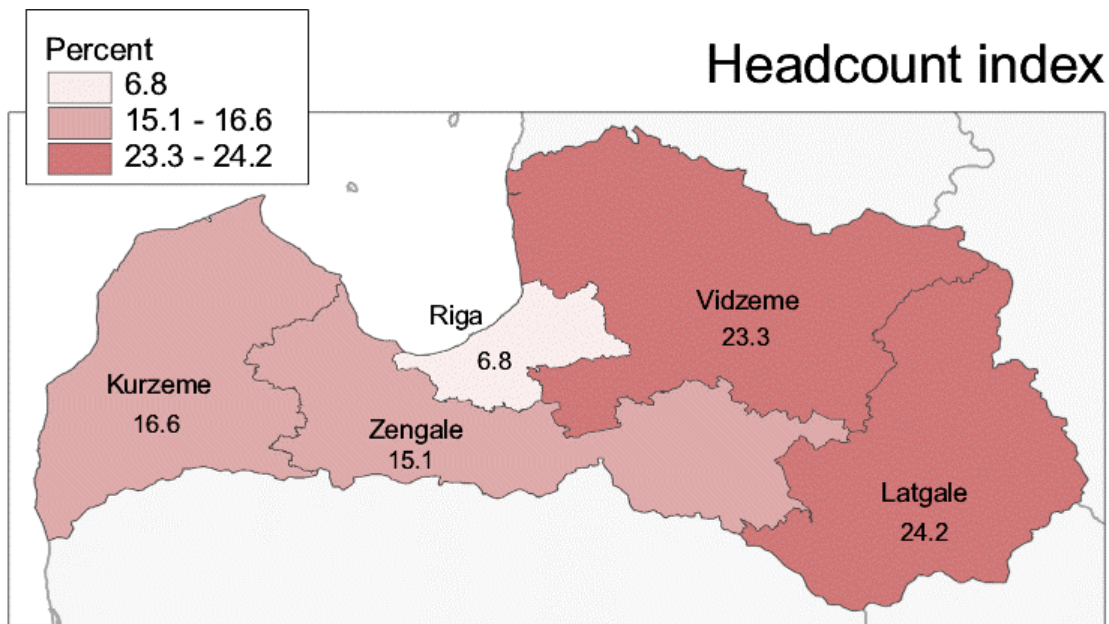 Percent
6.8
15.1 - 16.6
23.3 - 24.2
Headcount index
Riga
6.8
Vidzeme
23.3
Kurzeme
16.6
Zengale
15.1
Latgale
24.2